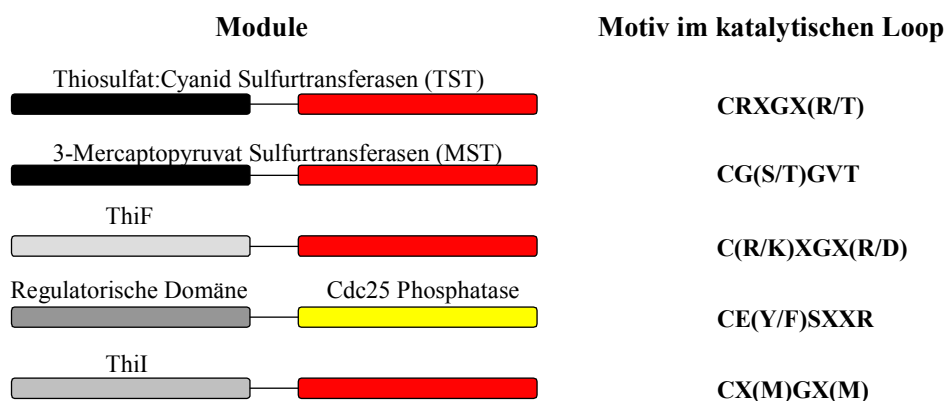 Module Motiv im katalytischen Loop
Thiosulfat:Cyanid Sulfurtransferasen (TST)
CRXGX(R/T)
3-Mercaptopyruvat Sulfurtransferasen (MST)
CG(S/T)GVT
ThiF
C(R/K)XGX(R/D)
Regulatorische Domäne Cdc25 Phosphatase
CE(Y/F)SXXR
ThiI
CX(M)GX(M)